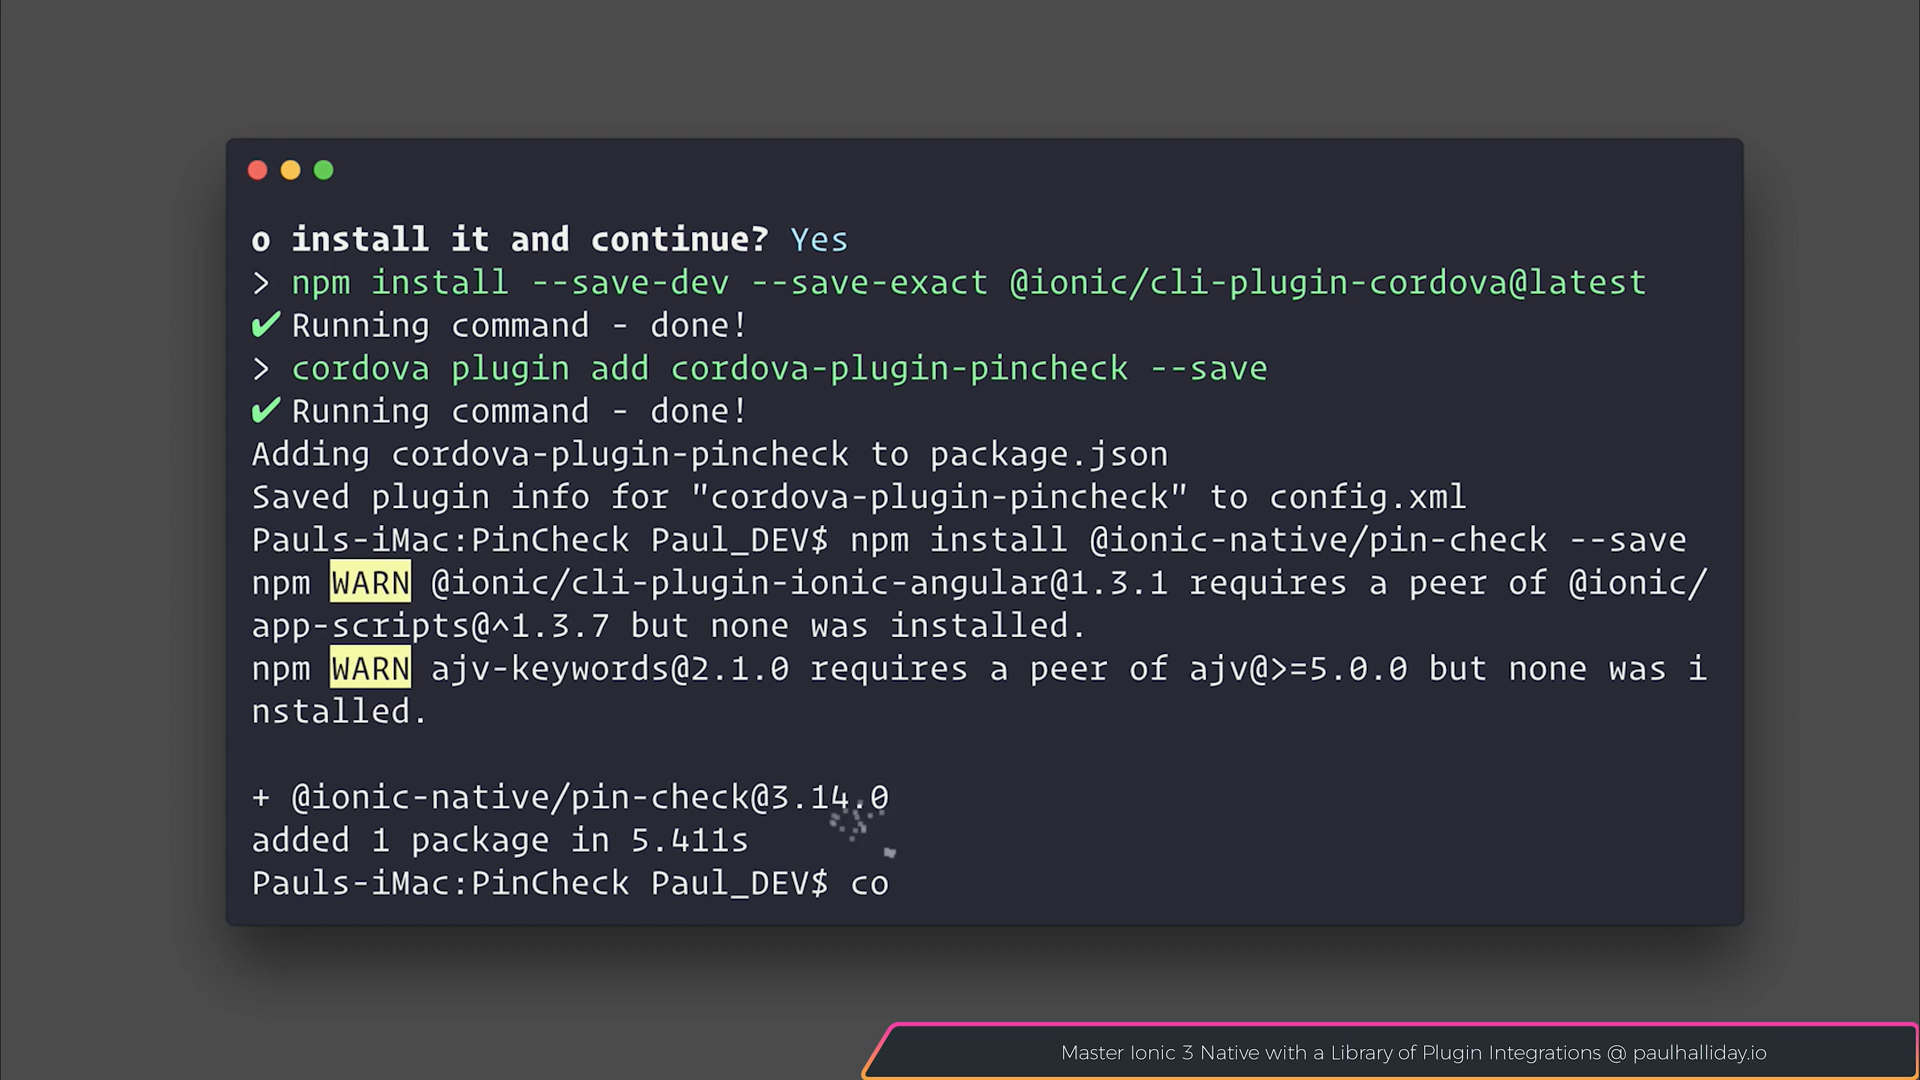 o install it and continue? Yes
> npm install --save-dev --save-exact @ionic/cli-plugin-cordova@latest
✔ Running command - done!
> cordova plugin add cordova-plugin-pincheck --save
✔ Running command - done!
Adding cordova-plugin-pincheck to package.json
Saved plugin info for "cordova-plugin-pincheck" to config.xml
Pauls-iMac:PinCheck Paul_DEV$ npm install @ionic-native/pin-check --save
npm WARN @ionic/cli-plugin-ionic-angular@1.3.1 requires a peer of @ionic/
app-scripts@^1.3.7 but none was installed.
npm WARN ajv-keywords@2.1.0 requires a peer of ajv@>=5.0.0 but none was i
nstalled.
+ @ionic-native/pin-check@3.14.0
added 1 package in 5.411s
Pauls-iMac:PinCheck Paul_DEV$ co
Master Ionic 3 Native with a Library of Plugin Integrations @ paulhalliday.io